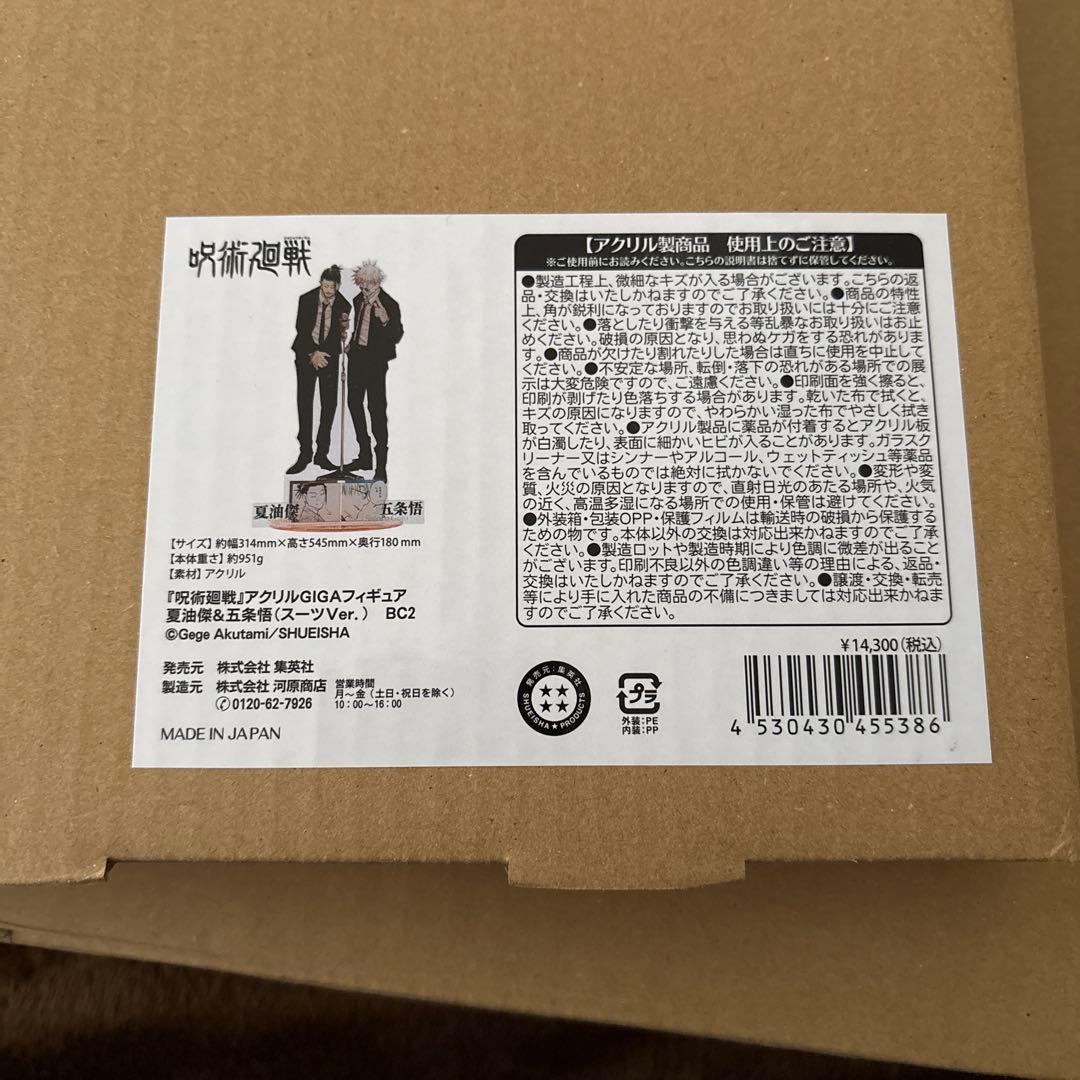 呪術廻戦
夏油傑
五条悟
【サイズ】約幅314mm×高さ545mm×奥行180mm
【本体重さ】約951g
【素材】アクリル
『呪術廻戦』アクリルGIGAフィギュア
夏油傑&五条悟(スーツVer.) BC2
©Gege Akutami/SHUEISHA
発売元 株式会社 集英社
製造元 株式会社 河原商店
✆0120-62-7926
営業時間
月～金(土日・祝日を除く)
10:00～16:00
MADE IN JAPAN
【アクリル製商品 使用上のご注意】
※ご使用前にお読みください。こちらの説明書は捨てずに保管してください。
●製造工程上、微細なキズが入る場合がございます。こちらの返
品・交換はいたしかねますのでご了承ください。●商品の特性
上、角が鋭利になっておりますのでお取り扱いには十分にご注意
ください。●落としたり衝撃を与える等乱暴なお取り扱いはお止
めください。破損の原因となり、思わぬケガをする恐れがありま
す。●商品が欠けたり割れたりした場合は直ちに使用を中止して
ください。●不安定な場所、転倒・落下の恐れがある場所での展
示は大変危険ですので、ご遠慮ください。●印刷面を強く擦ると、
印刷が剥げたり色落ちする場合があります。乾いた布で拭くと、
キズの原因になりますので、やわらかい湿った布でやさしく拭き
取ってください。●アクリル製品に薬品が付着するとアクリル板
が白濁したり、表面に細かいヒビが入ることがあります。ガラスク
リーナー又はシンナーやアルコール、ウェットティッシュ等薬品
を含んでいるものでは絶対に拭かないでください。●変形や変
質、火災の原因となりますので、直射日光のあたる場所や、火気
の近く、高温多湿になる場所での使用・保管は避けてください。
●外装箱・包装OPP・保護フィルムは輸送時の破損から保護する
ための物です。本体以外の交換は対応出来かねますのでご了承
ください。●製造ロットや製造時期により色調に微差が出ること
がございます。印刷不良以外の色調違い等の理由による、返品・
交換はいたしかねますのでご了承ください。●譲渡・交換・転売
等により手に入れた商品の不備につきましては対応出来かねま
すのでご了承ください。
¥14,300(税込)
発売元:集英社
SHUEISHA★PRODUCTS
プラ
外装:PE
内装:PP
4 530430 455386